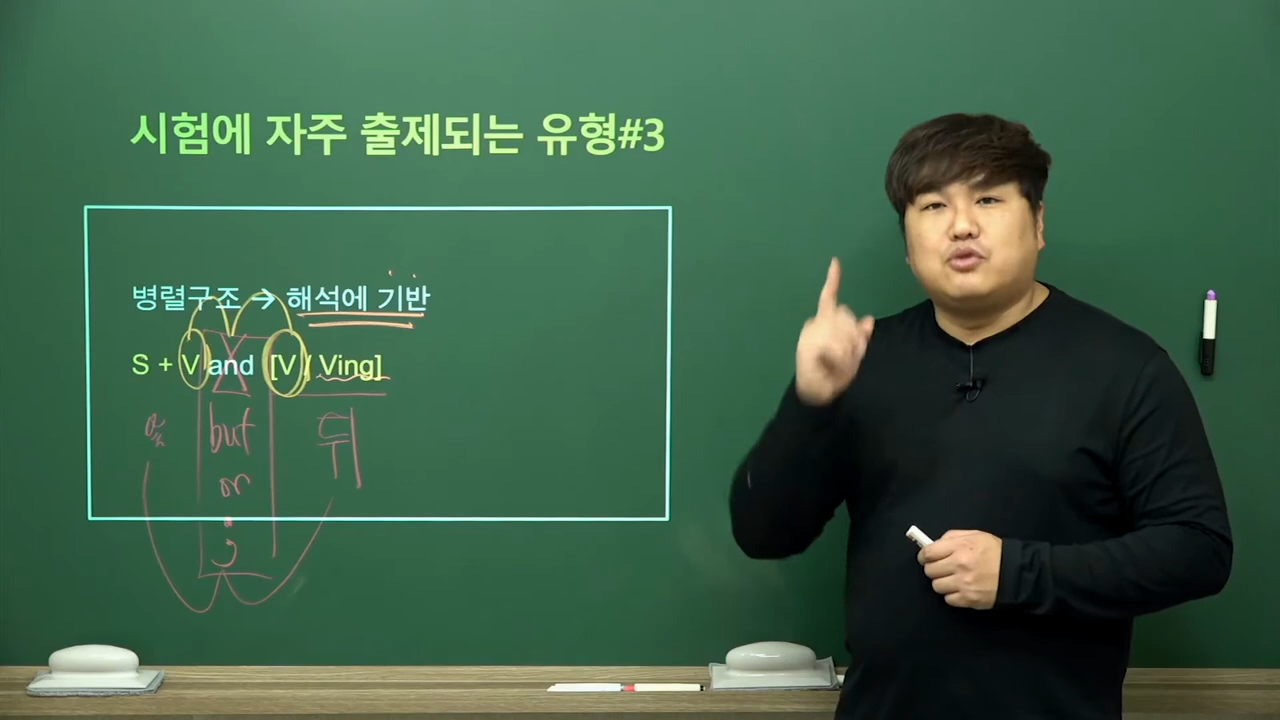 시험에 자주 출제되는 유형#3
병렬구조 → 해석에 기반
S + V and [V / Ving]
앞 but 뒤
or
;